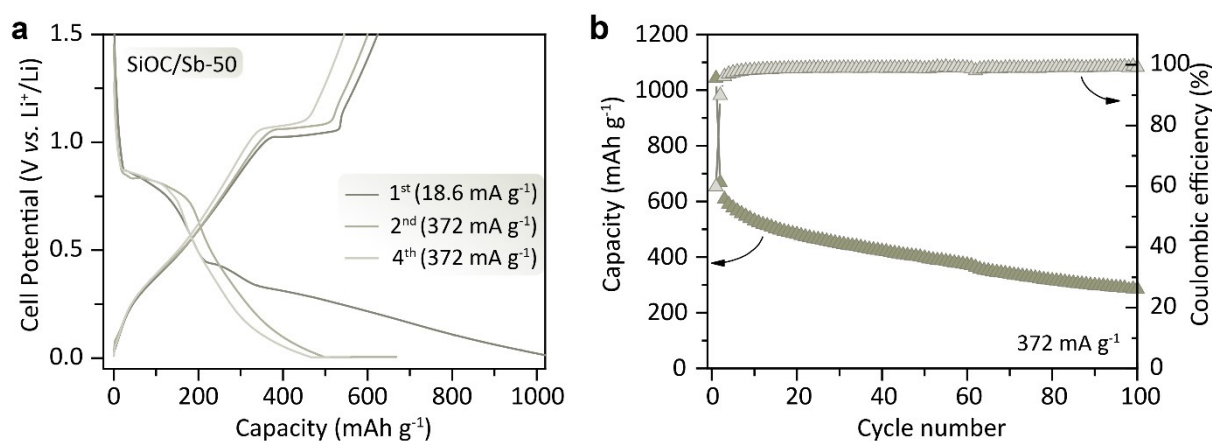 a
SiOC/Sb-50
1st (18.6 mA g-1)
2nd (372 mA g-1)
4th (372 mA g-1)
Cell Potential (V vs. Li+/Li)
1.5
1.0
0.5
0.0
0 200 400 600 800 1000
Capacity (mAh g-1)
b
Capacity (mAh g-1)
1200
1000
800
600
400
200
0
372 mA g-1
100
80
60
40
20
0
Coulombic efficiency (%)
0 20 40 60 80 100
Cycle number